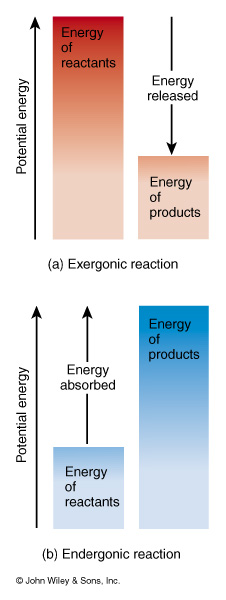 Potential energy
Energy
of
reactants
Energy
released
Energy
of
products
(a) Exergonic reaction
Potential energy
Energy
absorbed
Energy
of
reactants
Energy
of
products
(b) Endergonic reaction
© John Wiley & Sons, Inc.